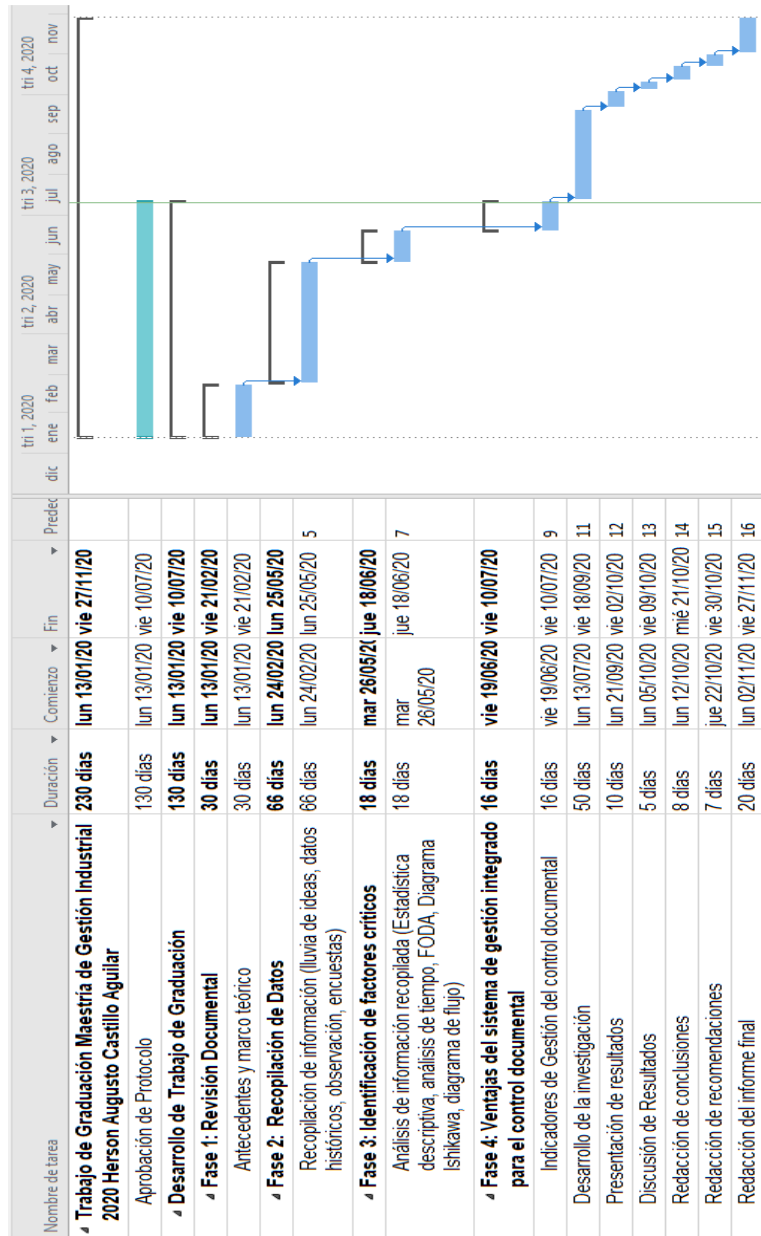 Nombre de tarea Duración Comienzo Fin Predec
tri 1, 2020 tri 2, 2020 tri 3, 2020 tri 4, 2020
dic ene feb mar abr may jun jul ago sep oct nov
Trabajo de Graduación Maestría de Gestión Industrial 230 días lun 13/01/20 vie 27/11/20
2020 Herson Augusto Castillo Aguilar
Aprobación de Protocolo 130 días lun 13/01/20 vie 10/07/20
Desarrollo de Trabajo de Graduación 130 días lun 13/01/20 vie 10/07/20
Fase 1: Revisión Documental 30 días lun 13/01/20 vie 21/02/20
Antecedentes y marco teórico 30 días lun 13/01/20 vie 21/02/20
Fase 2: Recopilación de Datos 66 días lun 24/02/20 lun 25/05/20
Recopilación de información (lluvia de ideas, datos 66 días lun 24/02/20 lun 25/05/20 5
históricos, observación, encuestas)
Fase 3: Identificación de factores críticos 18 días mar 26/05/2( jue 18/06/20
Análisis de información recopilada (Estadística 18 días mar jue 18/06/20 7
descriptiva, análisis de tiempo, FODA, Diagrama 26/05/20
Ishikawa, diagrama de flujo)
Fase 4: Ventajas del sistema de gestión integrado 16 días vie 19/06/20 vie 10/07/20
para el control documental
Indicadores de Gestión del control documental 16 días vie 19/06/20 vie 10/07/20 9
Desarrollo de la investigación 50 días lun 13/07/20 vie 18/09/20 11
Presentación de resultados 10 días lun 21/09/20 vie 02/10/20 12
Discusión de Resultados 5 días lun 05/10/20 vie 09/10/20 13
Redacción de conclusiones 8 días lun 12/10/20 mié 21/10/20 14
Redacción de recomendaciones 7 días jue 22/10/20 vie 30/10/20 15
Redacción del informe final 20 días lun 02/11/20 vie 27/11/20 16